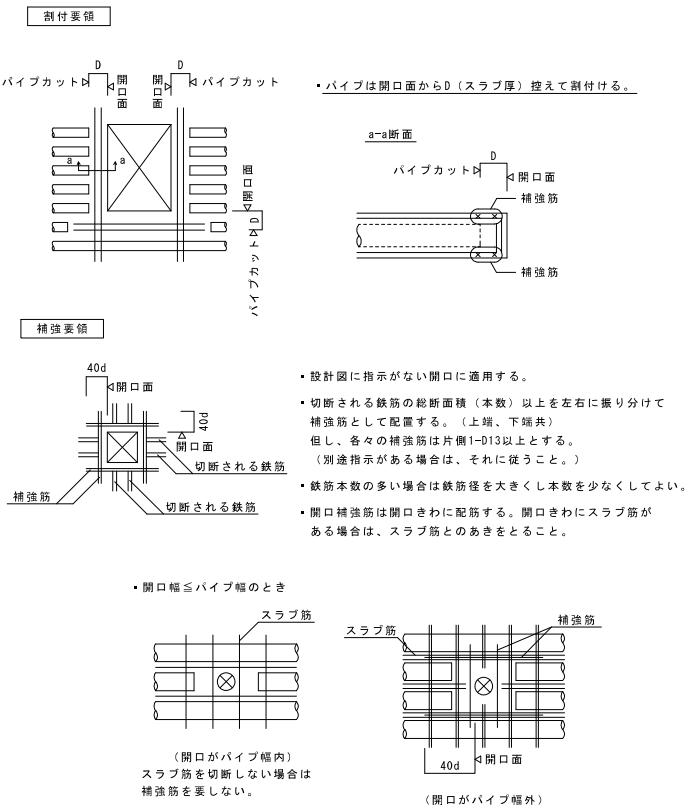 割付要領
D
D
パイプカット
開口面
開口面
パイプカット
・パイプは開口面からD（スラブ厚）控えて割付ける。
a-a断面
a
a
開口面
D
パイプカット
D
パイプカット
開口面
補強筋
補強筋
補強要領
40d
開口面
40d
開口面
切断される鉄筋
補強筋
切断される鉄筋
・設計図に指示がない開口に適用する。
・切断される鉄筋の総断面積（本数）以上を左右に振り分けて
補強筋として配置する。（上端、下端共）
但し、各々の補強筋は片側1-D13以上とする。
（別途指示がある場合は、それに従うこと。）
・鉄筋本数の多い場合は鉄筋径を大きくし本数を少なくしてよい。
・開口補強筋は開口きわに配筋する。開口きわにスラブ筋が
ある場合は、スラブ筋とのあきをとること。
・開口幅≦パイプ幅のとき
スラブ筋
（開口がパイプ幅内）
スラブ筋を切断しない場合は
補強筋を要しない。
スラブ筋
補強筋
40d
開口面
（開口がパイプ幅外）